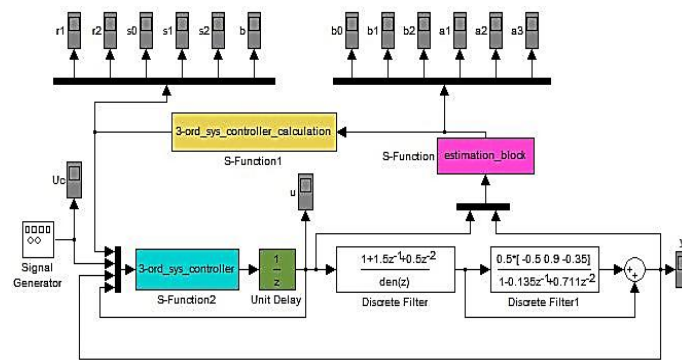 r1 r2 s0 s1 s2 b
b0 b1 b2 a1 a2 a3
3-ord_sys_controller_calculation
S-Function1
S-Function
estimation_block
Uc
u
y
Signal
Generator
3-ord_sys_controller
S-Function2
1
z
Unit Delay
1+1.5z-1+0.5z-2
den(z)
Discrete Filter
0.5*[ -0.5 0.9 -0.35]
1-0.135z-1+0.711z-2
Discrete Filter1